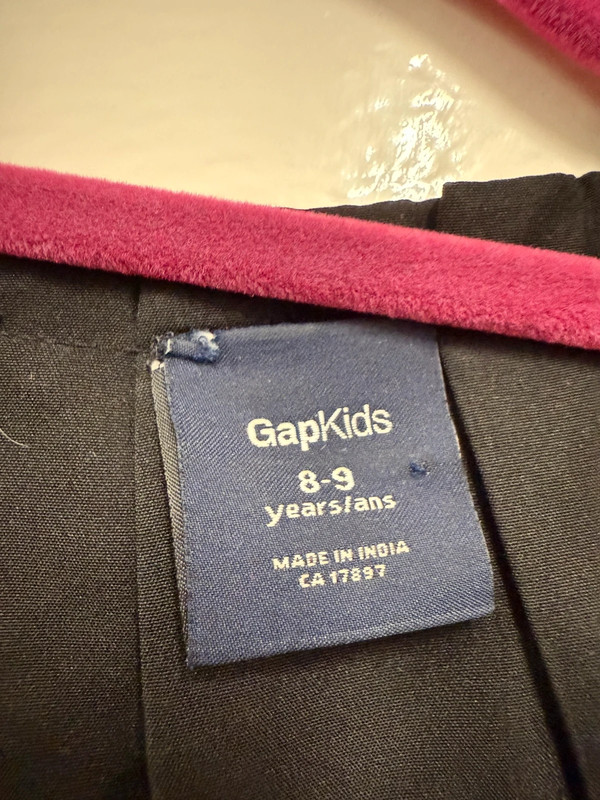 GapKids
8-9
years/ans
MADE IN INDIA
CA 17897